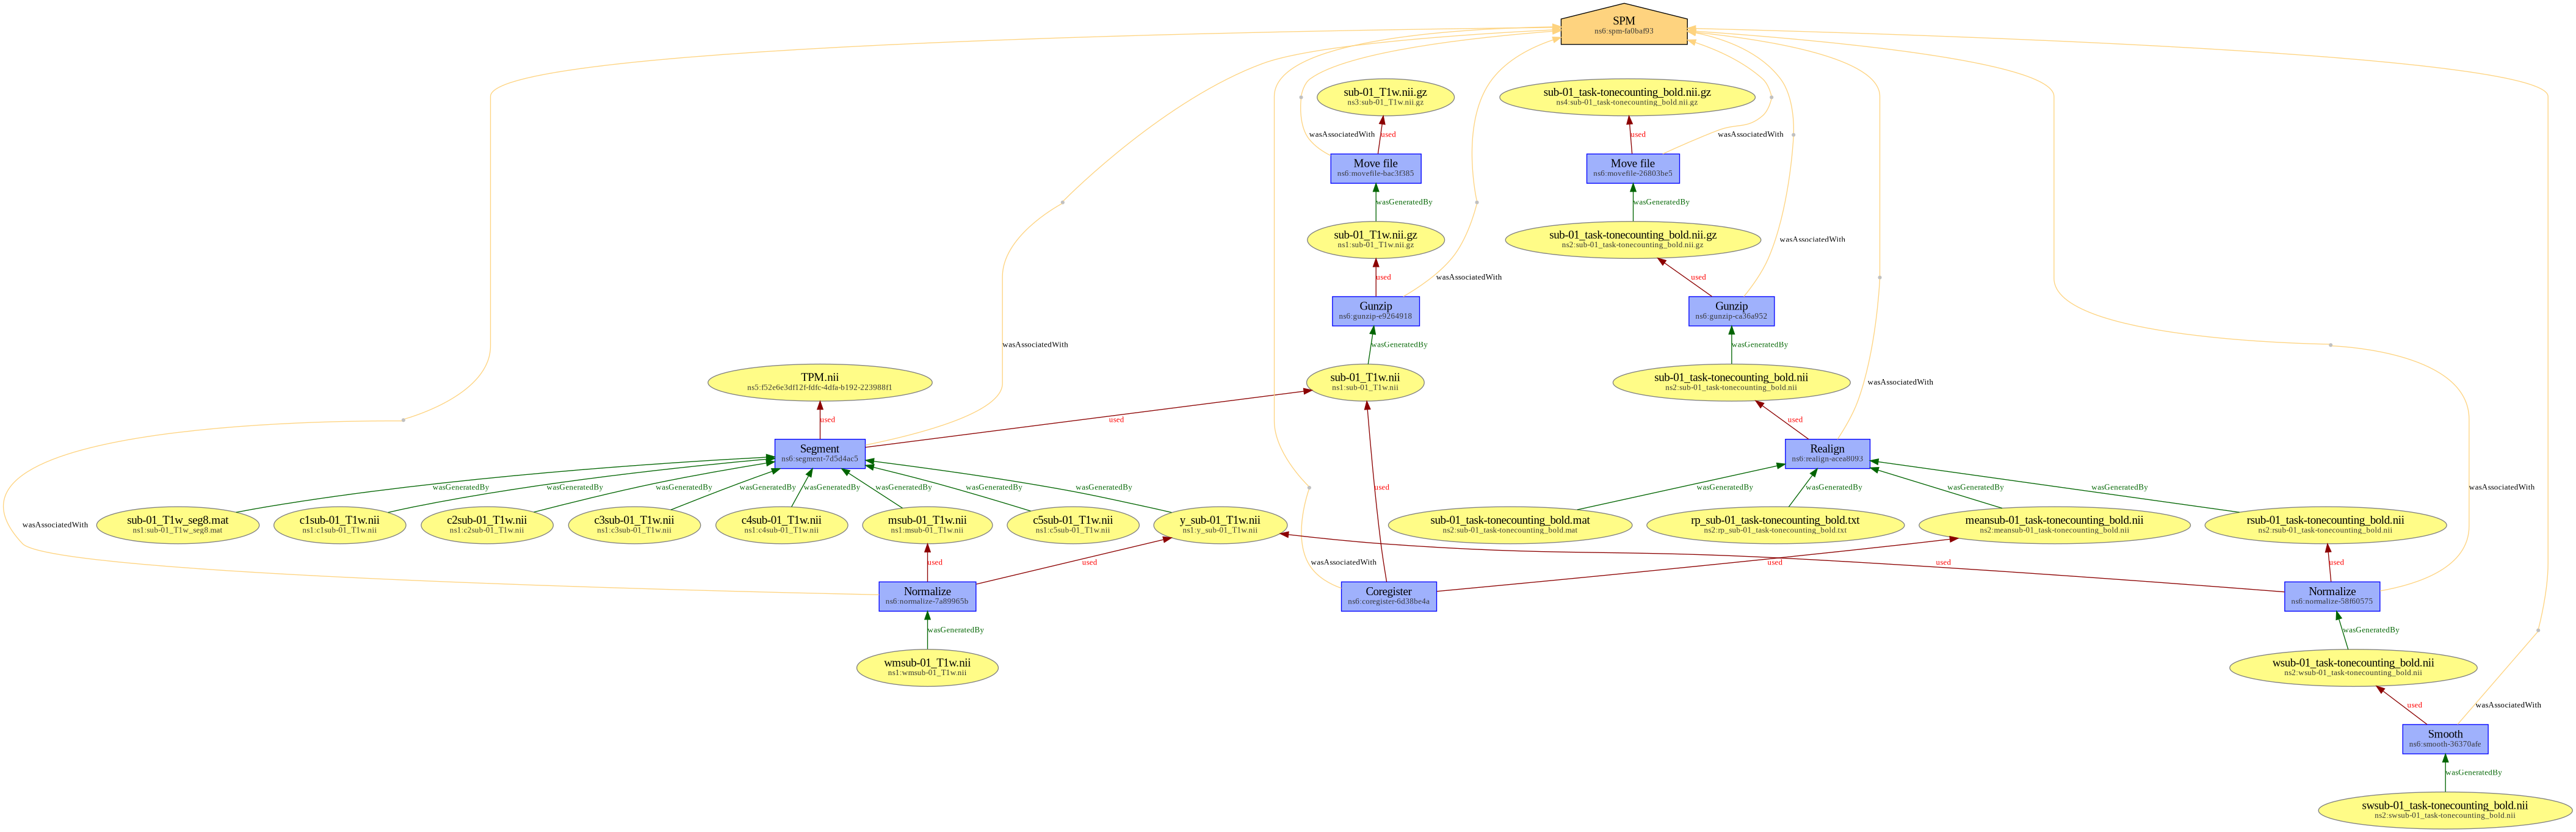 SPM
ns6:spm-fa0baf93
sub-01_T1w.nii.gz
ns3:sub-01_T1w.nii.gz
sub-01_task-tonecounting_bold.nii.gz
ns4:sub-01_task-tonecounting_bold.nii.gz
wasAssociatedWith
used
used
wasAssociatedWith
Move file
ns6:movefile-bac3f385
Move file
ns6:movefile-26803be5
wasGeneratedBy
wasGeneratedBy
sub-01_T1w.nii.gz
ns1:sub-01_T1w.nii.gz
sub-01_task-tonecounting_bold.nii.gz
ns2:sub-01_task-tonecounting_bold.nii.gz
wasAssociatedWith
used
wasAssociatedWith
used
Gunzip
ns6:gunzip-e9264918
Gunzip
ns6:gunzip-ca36a952
wasAssociatedWith
wasGeneratedBy
wasGeneratedBy
TPM.nii
ns5:f52e6e3df12f-fdfc-4dfa-b192-223988f1
sub-01_T1w.nii
ns1:sub-01_T1w.nii
sub-01_task-tonecounting_bold.nii
ns2:sub-01_task-tonecounting_bold.nii
wasAssociatedWith
used
used
used
Segment
ns6:segment-7d5d4ac5
Realign
ns6:realign-acea8093
wasGeneratedBy
wasGeneratedBy
wasGeneratedBy
wasGeneratedBy
wasGeneratedBy
wasGeneratedBy
wasGeneratedBy
wasGeneratedBy
used
wasGeneratedBy
wasGeneratedBy
wasGeneratedBy
wasGeneratedBy
wasAssociatedWith
sub-01_T1w_seg8.mat
ns1:sub-01_T1w_seg8.mat
c1sub-01_T1w.nii
ns1:c1sub-01_T1w.nii
c2sub-01_T1w.nii
ns1:c2sub-01_T1w.nii
c3sub-01_T1w.nii
ns1:c3sub-01_T1w.nii
c4sub-01_T1w.nii
ns1:c4sub-01_T1w.nii
msub-01_T1w.nii
ns1:msub-01_T1w.nii
c5sub-01_T1w.nii
ns1:c5sub-01_T1w.nii
y_sub-01_T1w.nii
ns1:y_sub-01_T1w.nii
sub-01_task-tonecounting_bold.mat
ns2:sub-01_task-tonecounting_bold.mat
rp_sub-01_task-tonecounting_bold.txt
ns2:rp_sub-01_task-tonecounting_bold.txt
meansub-01_task-tonecounting_bold.nii
ns2:meansub-01_task-tonecounting_bold.nii
rsub-01_task-tonecounting_bold.nii
ns2:rsub-01_task-tonecounting_bold.nii
wasAssociatedWith
used
used
wasAssociatedWith
used
used
used
Normalize
ns6:normalize-7a89965b
Coregister
ns6:coregister-6d38be4a
Normalize
ns6:normalize-58f60575
wasGeneratedBy
wasGeneratedBy
wmsub-01_T1w.nii
ns1:wmsub-01_T1w.nii
wsub-01_task-tonecounting_bold.nii
ns2:wsub-01_task-tonecounting_bold.nii
used
wasAssociatedWith
Smooth
ns6:smooth-36370afe
wasGeneratedBy
swsub-01_task-tonecounting_bold.nii
ns2:swsub-01_task-tonecounting_bold.nii